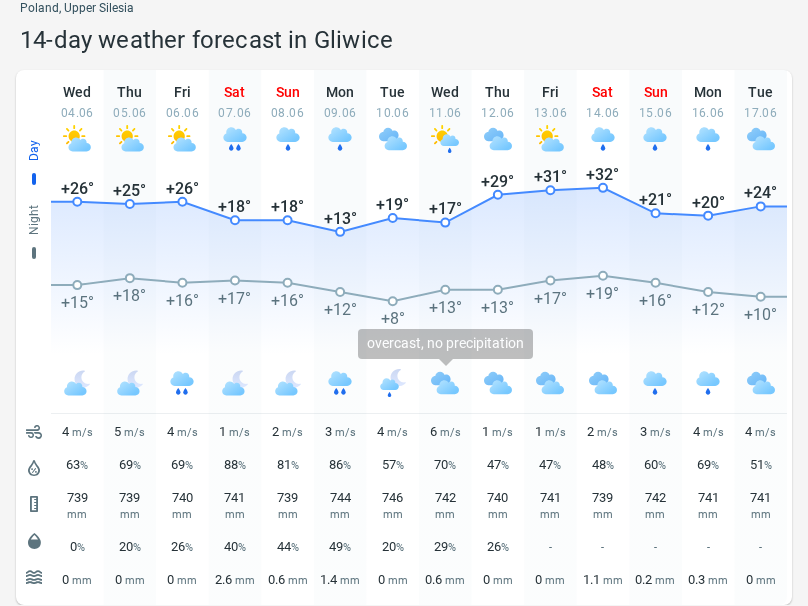 Poland, Upper Silesia
14-day weather forecast in Gliwice
Wed Thu Fri Sat Sun Mon Tue Wed Thu Fri Sat Sun Mon Tue
04.06 05.06 06.06 07.06 08.06 09.06 10.06 11.06 12.06 13.06 14.06 15.06 16.06 17.06
Day
+26° +25° +26° +18° +18° +13° +19° +17° +29° +31° +32° +21° +20° +24°
Night
+15° +18° +16° +17° +16° +12° +8° +13° +13° +17° +19° +16° +12° +10°
overcast, no precipitation
4 m/s 5 m/s 4 m/s 1 m/s 2 m/s 3 m/s 4 m/s 6 m/s 1 m/s 1 m/s 2 m/s 3 m/s 4 m/s 4 m/s
63% 69% 69% 88% 81% 86% 57% 70% 47% 47% 48% 60% 69% 51%
739 739 740 741 739 744 746 742 740 741 739 742 741 741
mm mm mm mm mm mm mm mm mm mm mm mm mm mm
0% 20% 26% 40% 44% 49% 20% 29% 26% - - - - -
0 mm 0 mm 0 mm 2.6 mm 0.6 mm 1.4 mm 0 mm 0.6 mm 0 mm 0 mm 1.1 mm 0.2 mm 0.3 mm 0 mm